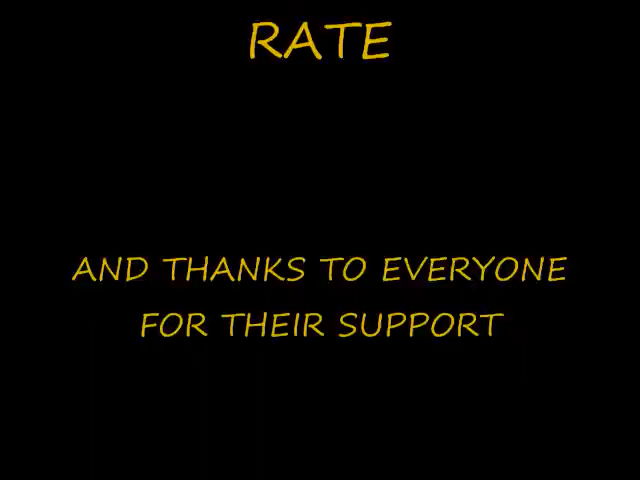 RATE
AND THANKS TO EVERYONE
FOR THEIR SUPPORT